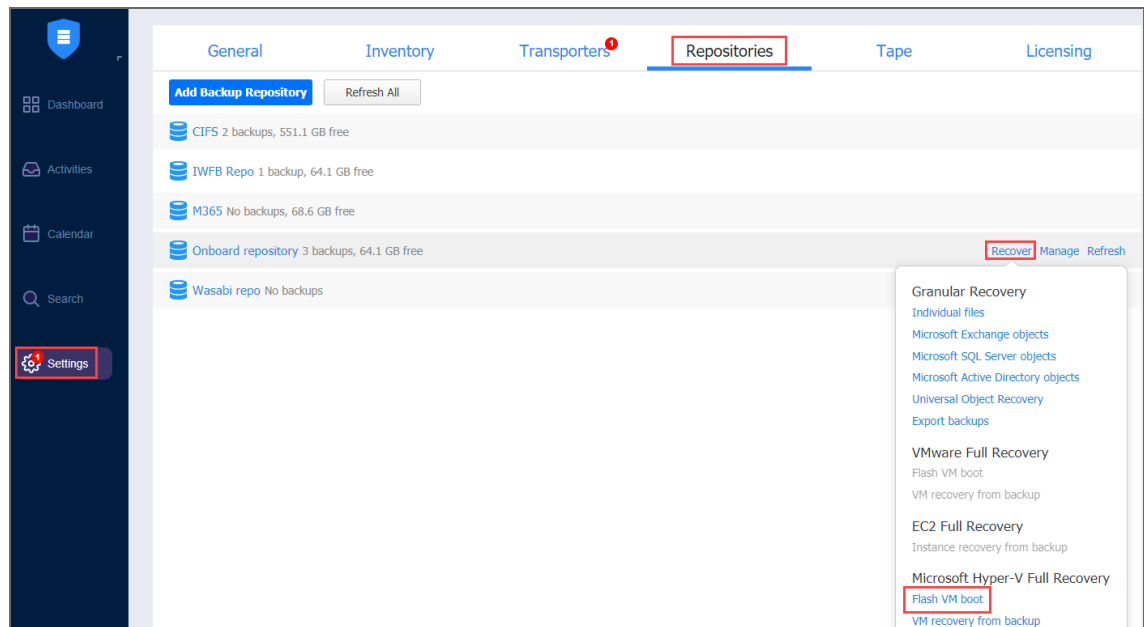 General Inventory Transporters 1 Repositories Tape Licensing
Add Backup Repository Refresh All
Dashboard
CIFS 2 backups, 551.1 GB free
Activities
IWFB Repo 1 backup, 64.1 GB free
M365 No backups, 68.6 GB free
Calendar
Onboard repository 3 backups, 64.1 GB free Recover Manage Refresh
Search
Wasabi repo No backups
1 Settings
Granular Recovery
Individual files
Microsoft Exchange objects
Microsoft SQL Server objects
Microsoft Active Directory objects
Universal Object Recovery
Export backups
VMware Full Recovery
Flash VM boot
VM recovery from backup
EC2 Full Recovery
Instance recovery from backup
Microsoft Hyper-V Full Recovery
Flash VM boot
VM recovery from backup